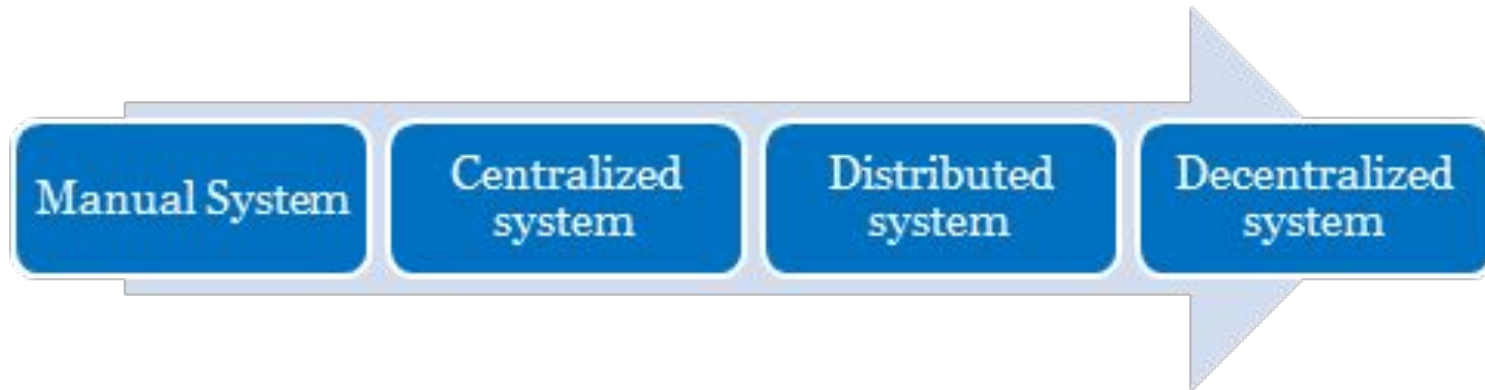 Manual System
Centralized
system
Distributed
system
Decentralized
system